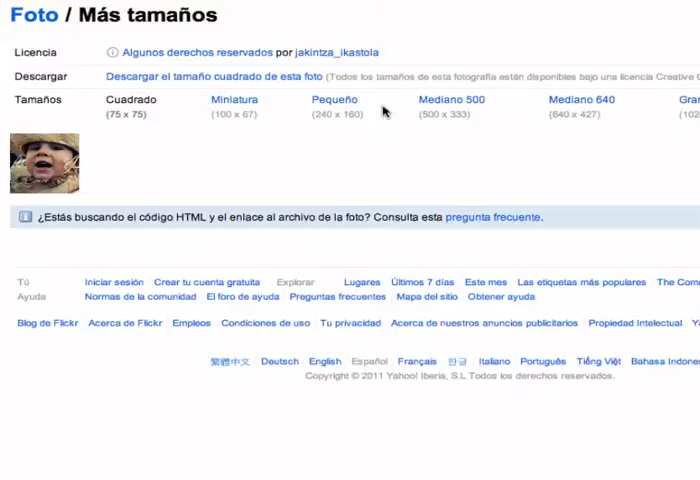 Foto / Más tamaños
Licencia Algunos derechos reservados por jakintza_ikastola
Descargar Descargar el tamaño cuadrado de esta foto (Todos los tamaños de esta fotografía están disponibles bajo una licencia Creative
Tamaños Cuadrado Miniatura Pequeño Mediano 500 Mediano 640
(75 x 75) (100 x 67) (240 x 160) (500 x 333) (640 x 427)
¿Estás buscando el código HTML y el enlace al archivo de la foto? Consulta esta pregunta frecuente.
Tú Iniciar sesión Crear tu cuenta gratuita Explorar Lugares Últimos 7 días Este mes Las etiquetas más populares The
Ayuda Normas de la comunidad El foro de ayuda Preguntas frecuentes Mapa del sitio Obtener ayuda
Blog de Flickr Acerca de Flickr Empleos Condiciones de uso Tu privacidad Acerca de nuestros anuncios publicitarios Propiedad Intelectual
繁體中文 Deutsch English Español Français 한글 Italiano Português Tiếng Việt Bahasa
Copyright © 2011 Yahoo! Iberia, S.L Todos los derechos reservados.